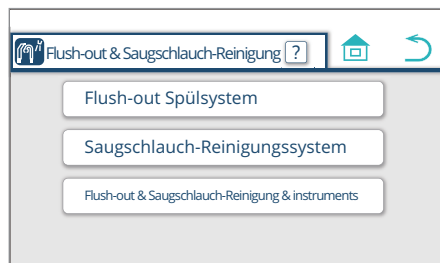 Flush-out & Saugschlauch-Reinigung ?
Flush-out Spülsystem
Saugschlauch-Reinigungssystem
Flush-out & Saugschlauch-Reinigung & instruments